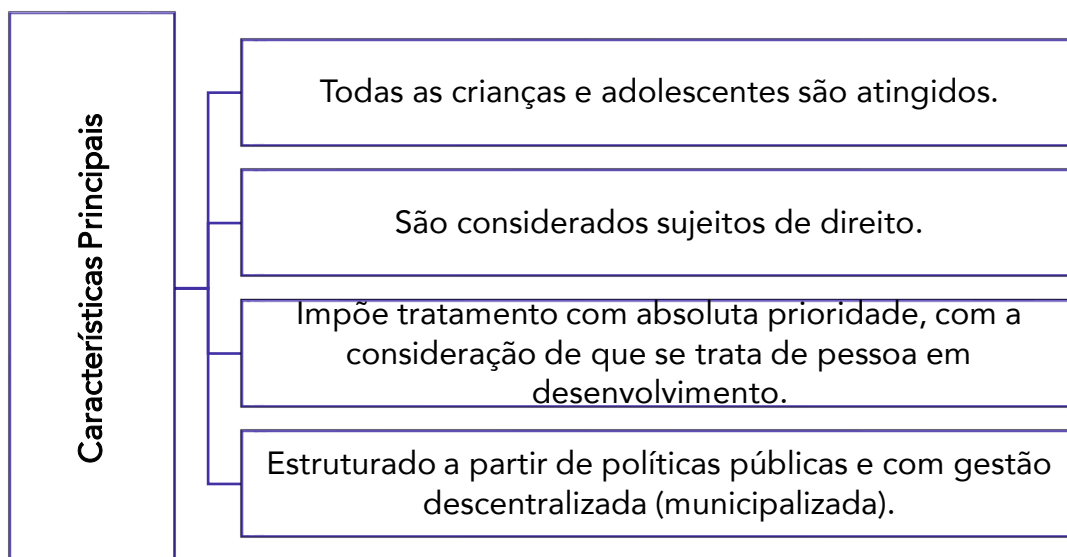 Características Principais
Todas as crianças e adolescentes são atingidos.
São considerados sujeitos de direito.
Impõe tratamento com absoluta prioridade, com a
consideração de que se trata de pessoa em
desenvolvimento.
Estruturado a partir de políticas públicas e com gestão
descentralizada (municipalizada).